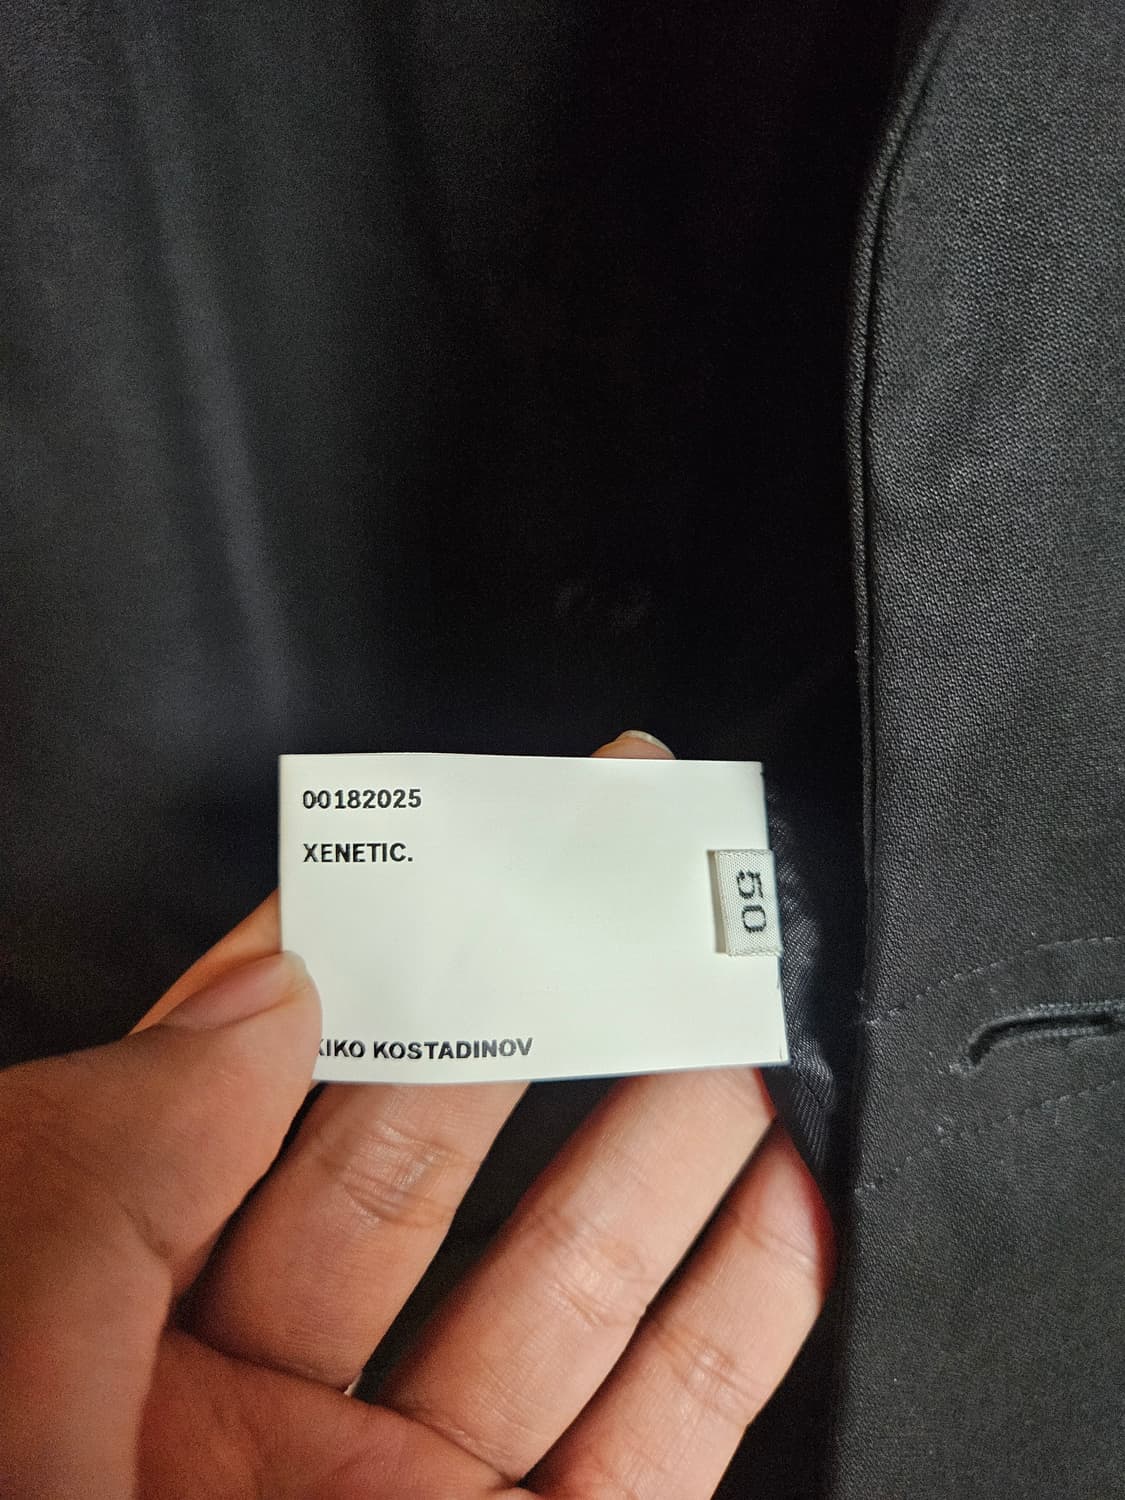 00182025
XENETIC.
50
KIKO KOSTADINOV